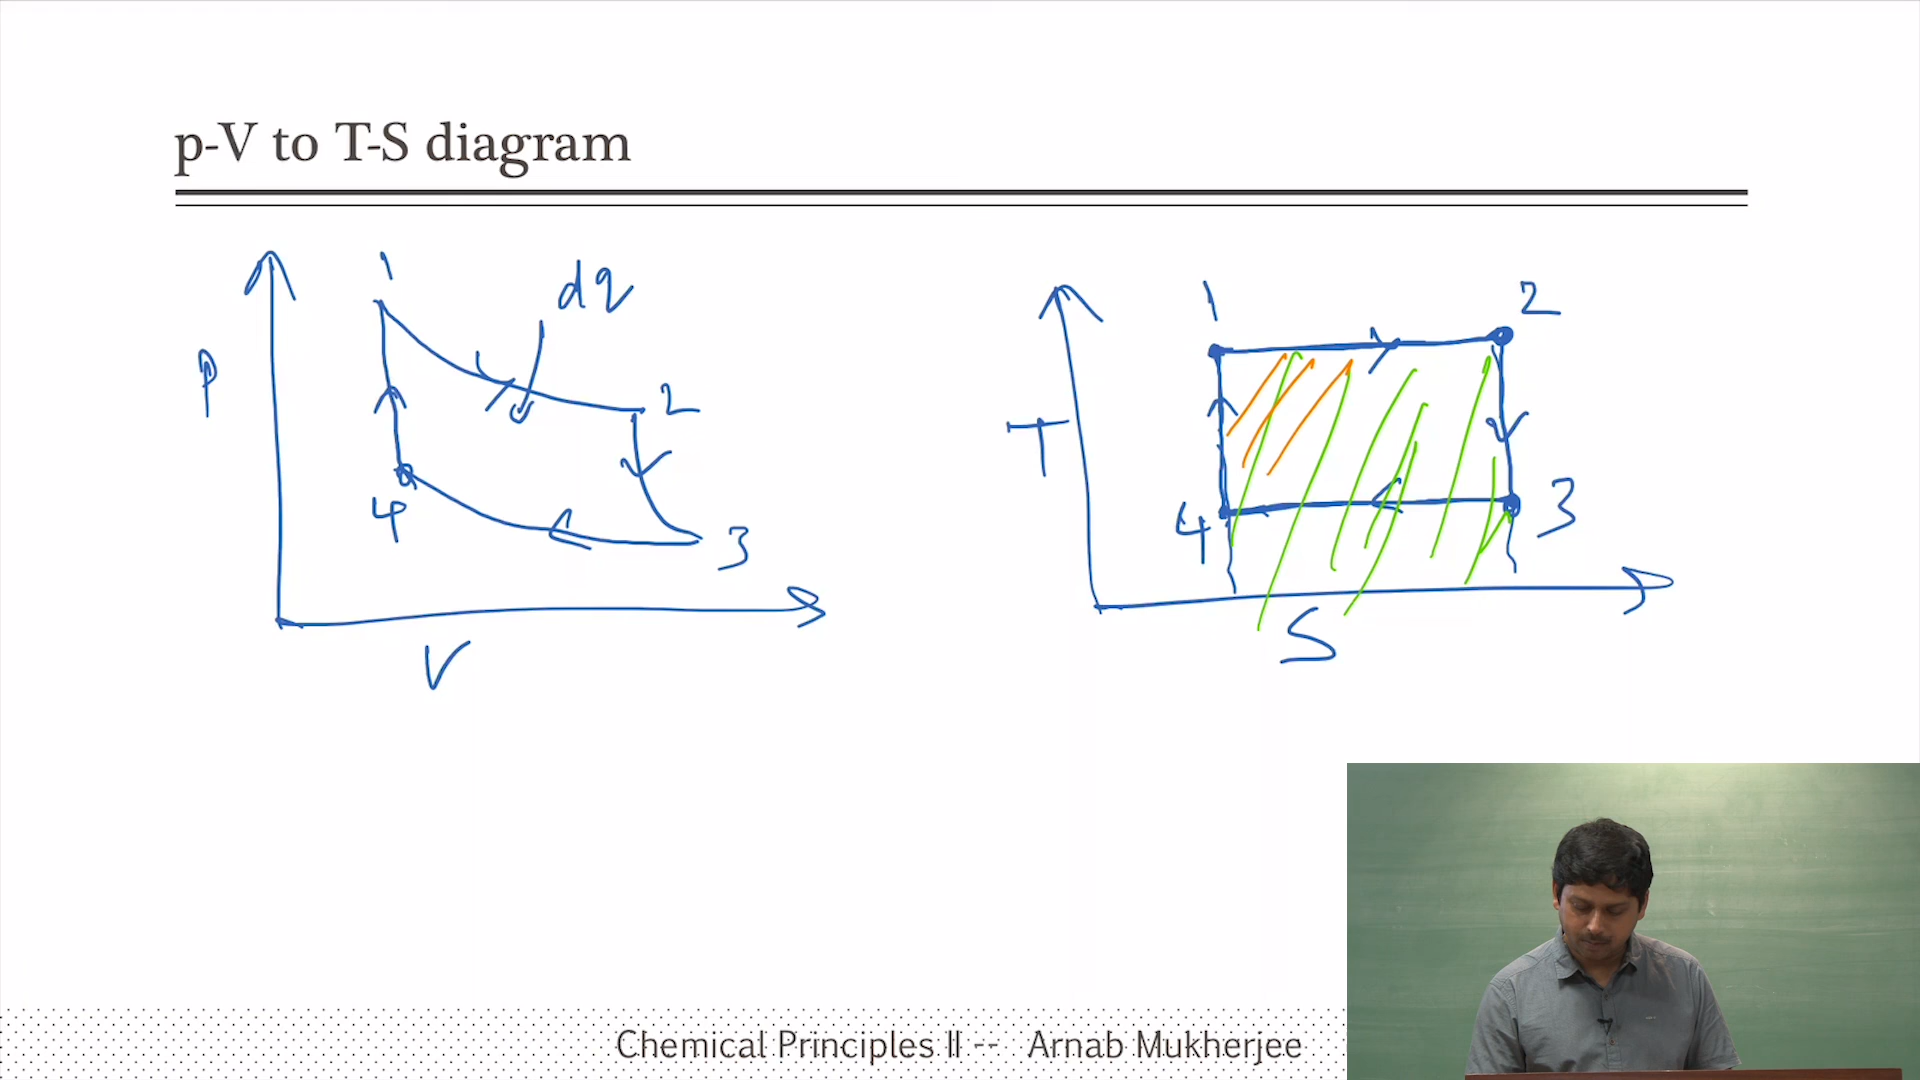 p-V to T-S diagram
1
dq
p
2
4
3
V
1
2
T
4
3
S
Chemical Principles II -- Arnab Mukherjee